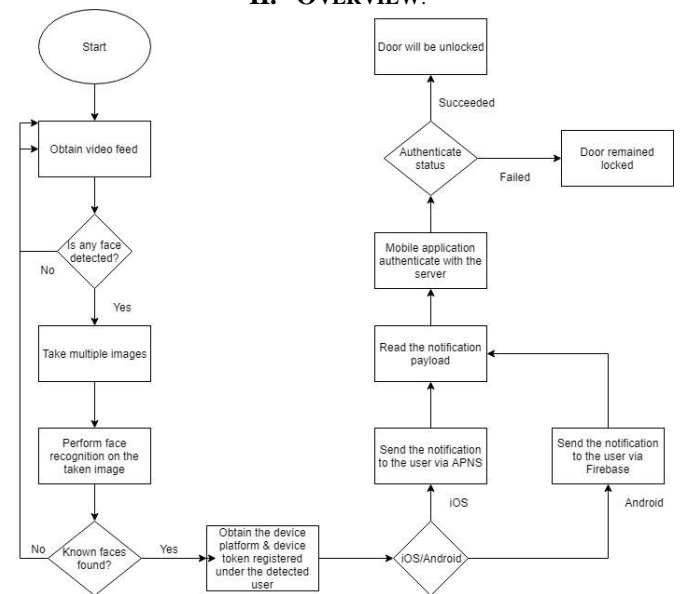 II. OVERVIEW:
Start
Obtain video feed
Is any face
detected?
No
Yes
Take multiple images
Perform face
recognition on the
taken image
Known faces
found?
No
Yes
Obtain the device
platform & device
token registered
under the detected
user
iOS/Android
iOS
Android
Send the notification
to the user via APNS
Send the notification
to the user via
Firebase
Read the notification
payload
Mobile application
authenticate with the
server
Authenticate
status
Succeeded
Failed
Door will be unlocked
Door remained
locked